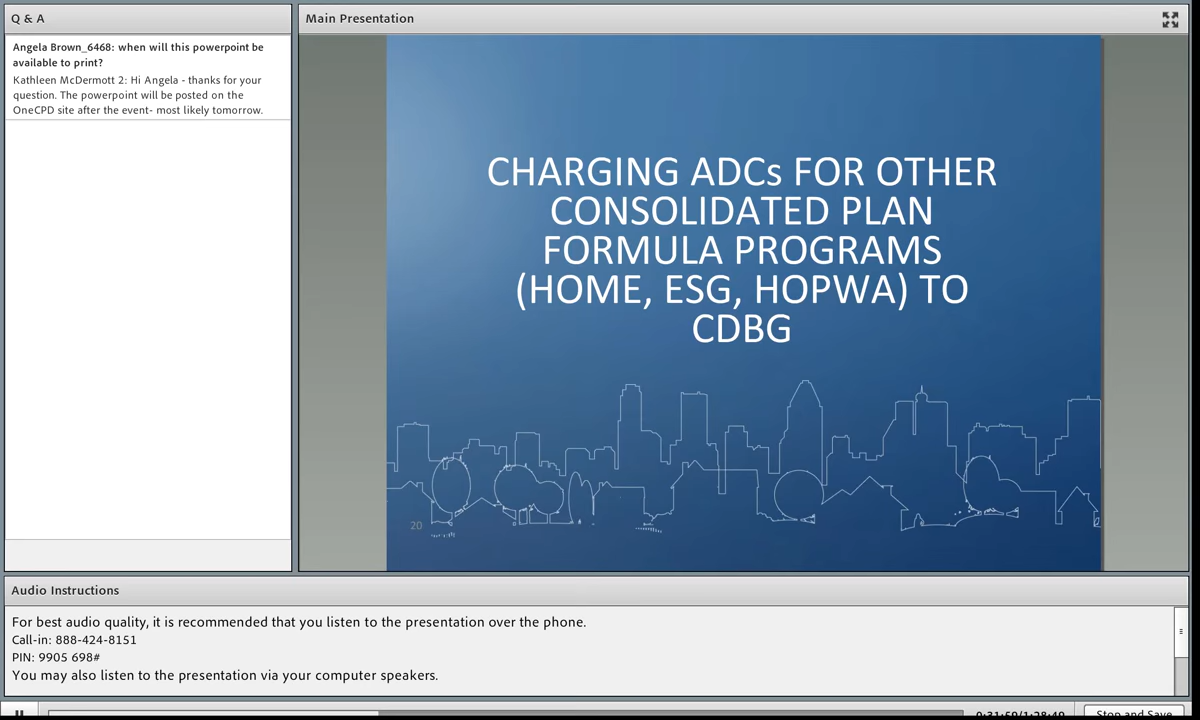 Q & A
Angela Brown_6468: when will this powerpoint be
available to print?
Kathleen McDermott 2: Hi Angela - thanks for your
question. The powerpoint will be posted on the
OneCPD site after the event- most likely tomorrow.
Main Presentation
CHARGING ADCs FOR OTHER
CONSOLIDATED PLAN
FORMULA PROGRAMS
(HOME, ESG, HOPWA) TO
CDBG
20
Audio Instructions
For best audio quality, it is recommended that you listen to the presentation over the phone.
Call-in: 888-424-8151
PIN: 9905 698#
You may also listen to the presentation via your computer speakers.
Stop and Save